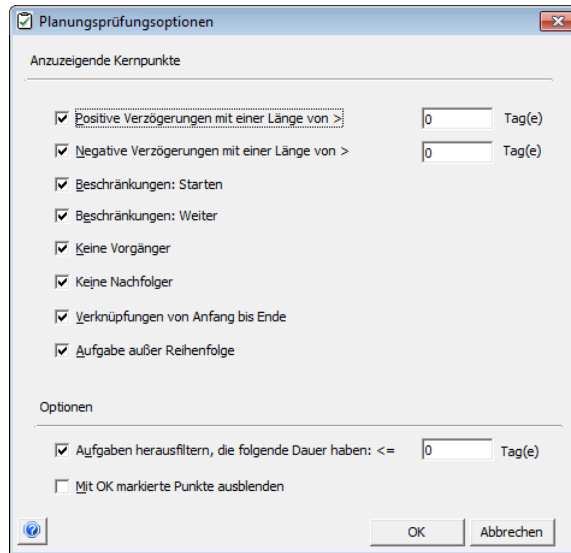 Planungsprüfungsoptionen
Anzuzeigende Kernpunkte
Positive Verzögerungen mit einer Länge von > 0 Tag(e)
Negative Verzögerungen mit einer Länge von > 0 Tag(e)
Beschränkungen: Starten
Beschränkungen: Weiter
Keine Vorgänger
Keine Nachfolger
Verknüpfungen von Anfang bis Ende
Aufgabe außer Reihenfolge
Optionen
Aufgaben herausfiltern, die folgende Dauer haben: <= 0 Tag(e)
Mit OK markierte Punkte ausblenden
? OK Abbrechen